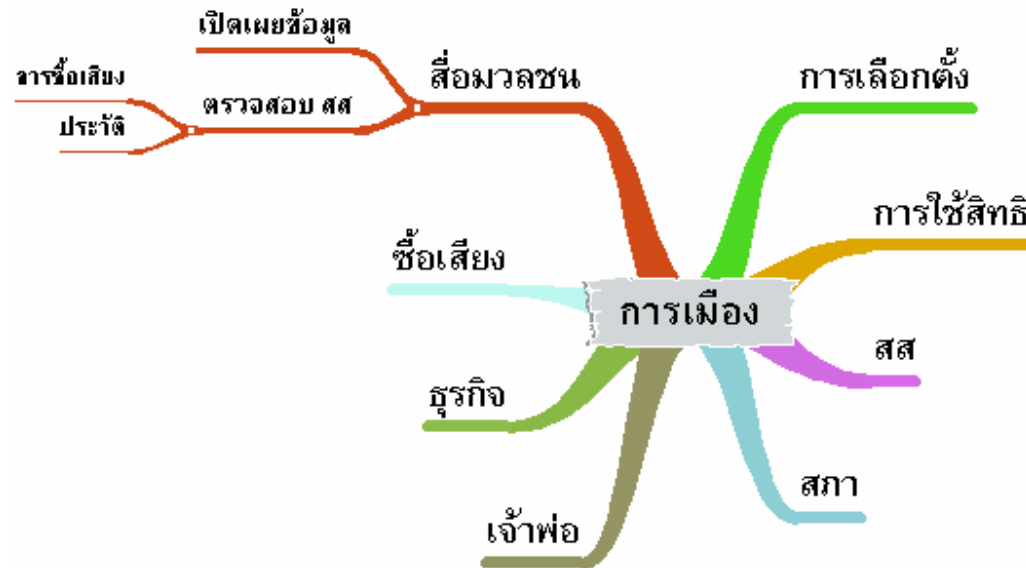 เปิดเผยข้อมูล
สื่อมวลชน
การเลือกตั้ง
การซื้อเสียง
ตรวจสอบ สส
ประวัติ
การใช้สิทธิ
ซื้อเสียง
การเมือง
สส
ธุรกิจ
สภา
เจ้าพ่อ